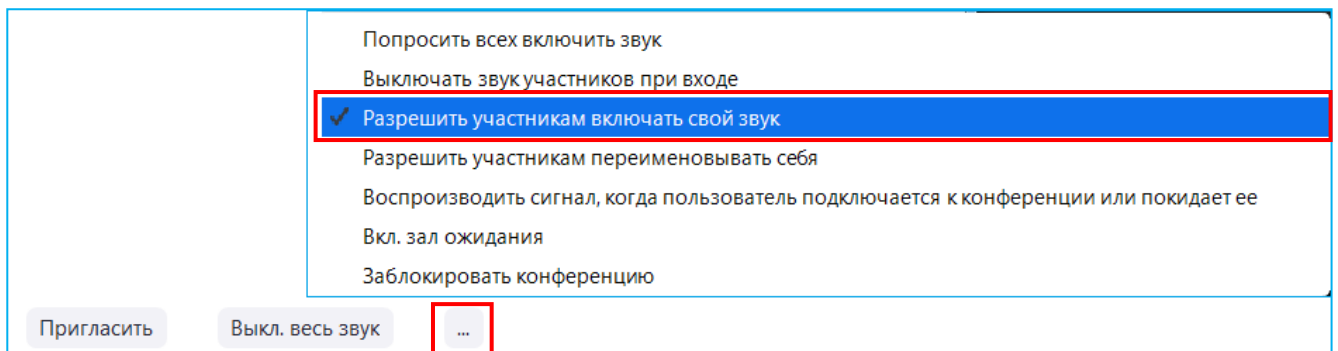 Попросить всех включить звук
Выключать звук участников при входе
Разрешить участникам включать свой звук
Разрешить участникам переименовывать себя
Воспроизводить сигнал, когда пользователь подключается к конференции или покидает ее
Вкл. зал ожидания
Заблокировать конференцию
Пригласить Выкл. весь звук ...